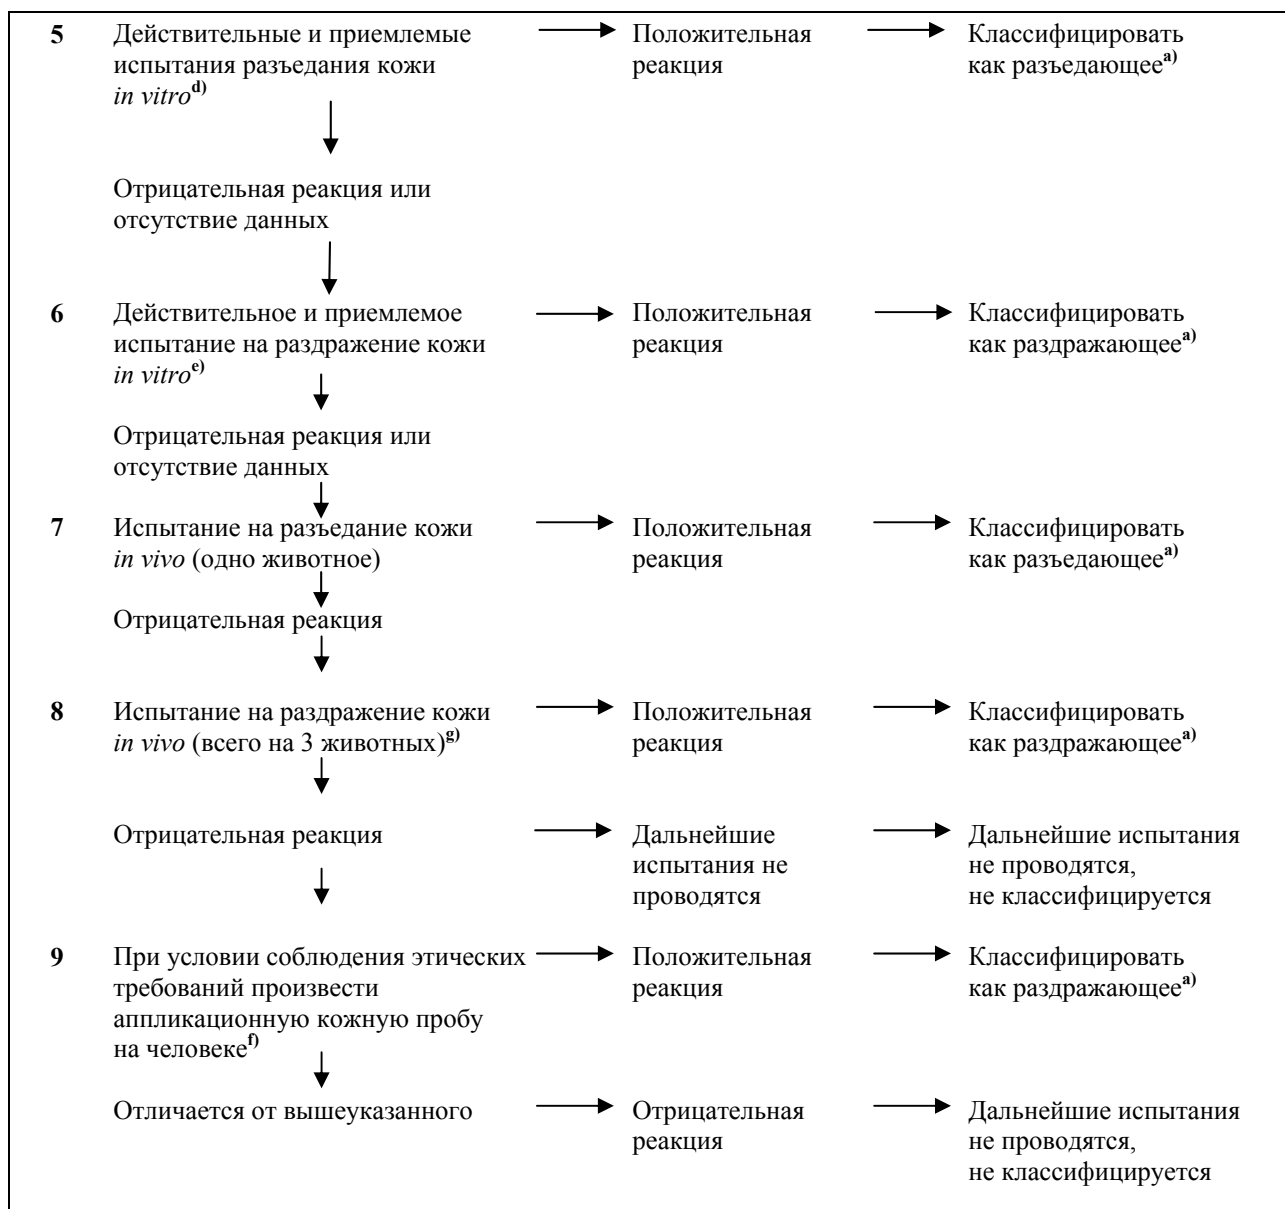 5 Действительные и приемлемые Положительная Классифицировать
испытания разъедания кожи реакция как разъедающее a)
in vitro d)
Отрицательная реакция или
отсутствие данных
6 Действительное и приемлемое Положительная Классифицировать
испытание на раздражение кожи реакция как раздражающее a)
in vitro e)
Отрицательная реакция или
отсутствие данных
7 Испытание на разъедание кожи Положительная Классифицировать
in vivo (одно животное) реакция как разъедающее a)
Отрицательная реакция
8 Испытание на раздражение кожи Положительная Классифицировать
in vivo (всего на 3 животных) g) реакция как раздражающее a)
Отрицательная реакция Дальнейшие Дальнейшие испытания
испытания не не проводятся,
проводятся не классифицируется
9 При условии соблюдения этических Положительная Классифицировать
требований произвести реакция как раздражающее a)
аппликационную кожную пробу
на человеке f)
Отличается от вышеуказанного Отрицательная Дальнейшие испытания
реакция не проводятся,
не классифицируется